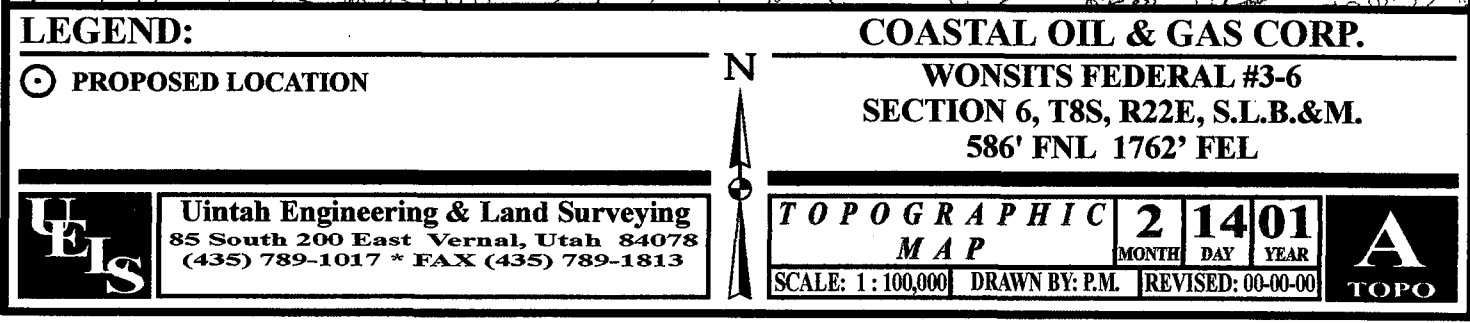 LEGEND:
PROPOSED LOCATION
N
COASTAL OIL & GAS CORP.
WONSITS FEDERAL #3-6
SECTION 6, T8S, R22E, S.L.B.&M.
586' FNL 1762' FEL
UELS
Uintah Engineering & Land Surveying
85 South 200 East Vernal, Utah 84078
(435) 789-1017 * FAX (435) 789-1813
TOPOGRAPHIC
MAP
2 14 01
MONTH DAY YEAR
SCALE: 1 : 100,000 DRAWN BY: P.M. REVISED: 00-00-00
A
TOPO